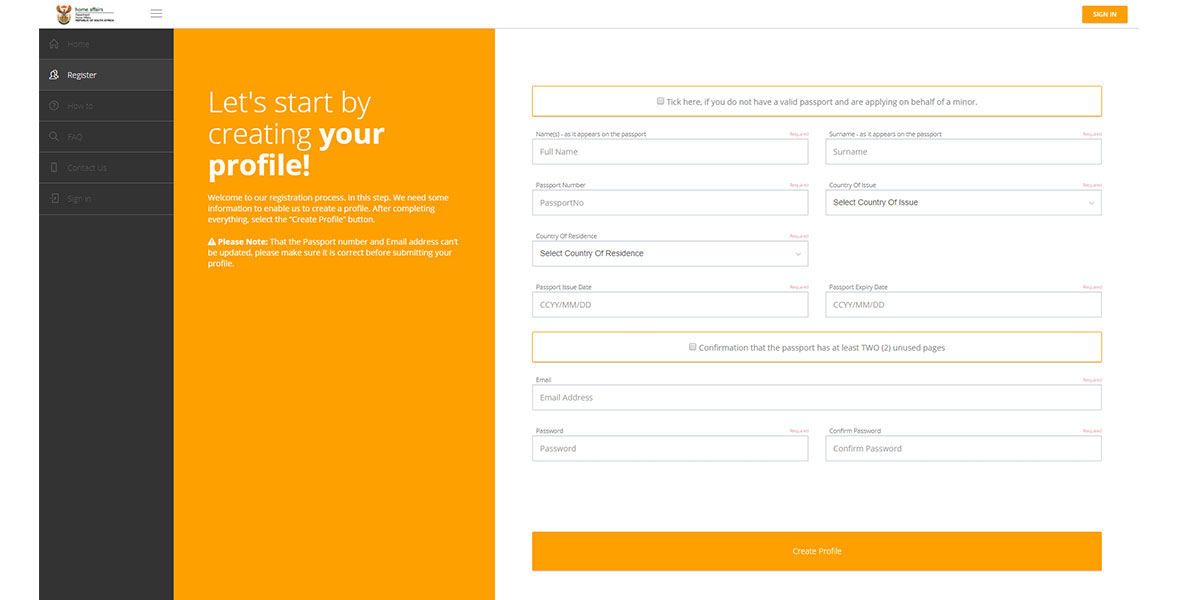 home affairs
Department:
Home Affairs
REPUBLIC OF SOUTH AFRICA
SIGN IN
Home
Register
How to
FAQ
Contact Us
Sign in
Let's start by
creating your
profile!
Welcome to our registration process, in this step. We need some
information to enable us to create a profile. After completing
everything, select the "Create Profile" button.
Please Note: That the Passport number and Email address can't
be updated, please make sure it is correct before submitting your
profile.
Tick here, if you do not have a valid passport and are applying on behalf of a minor.
Name(s) - as it appears on the passport Required
Full Name
Surname - as it appears on the passport Required
Surname
Passport Number Required
PassportNo
Country Of Issue Required
Select Country Of Issue
Country Of Residence Required
Select Country Of Residence
Passport Issue Date Required
CCYY/MM/DD
Passport Expiry Date Required
CCYY/MM/DD
Confirmation that the passport has at least TWO (2) unused pages
Email Required
Email Address
Password Required
Password
Confirm Password Required
Confirm Password
Create Profile